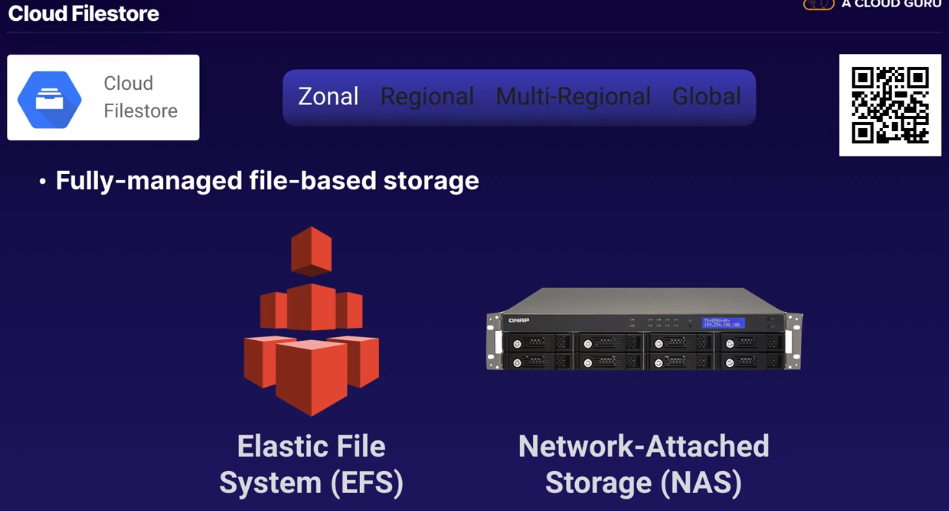 Cloud Filestore
A CLOUD GURU
Cloud
Filestore
Zonal Regional Multi-Regional Global
• Fully-managed file-based storage
QNAP
Elastic File
System (EFS)
Network-Attached
Storage (NAS)